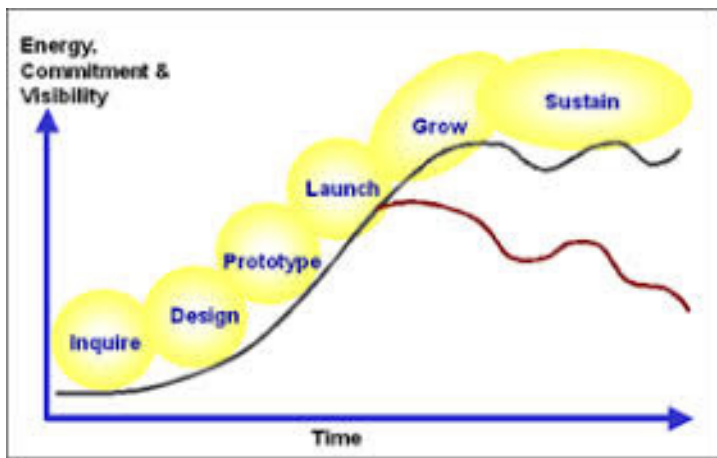 Energy,
Commitment &
Visibility
Sustain
Grow
Launch
Prototype
Design
Inquire
Time